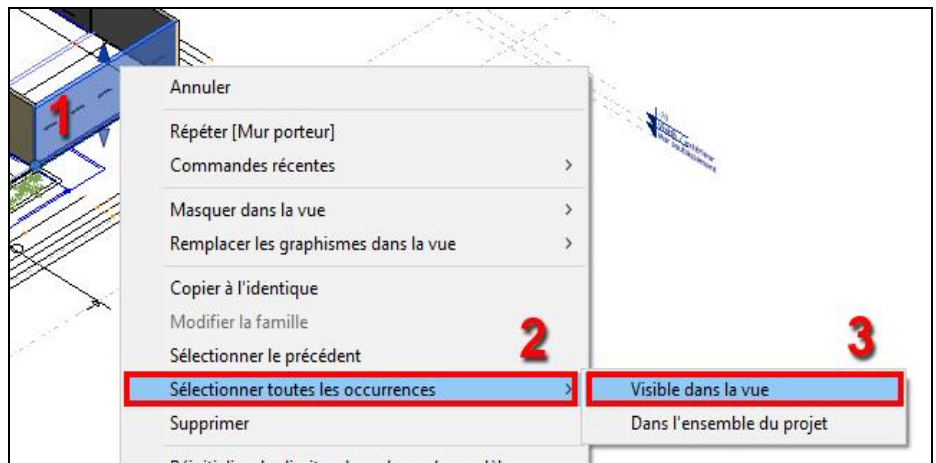 1
Annuler
Répéter [Mur porteur]
Commandes récentes
Masquer dans la vue
Remplacer les graphismes dans la vue
Copier à l'identique
Modifier la famille
Sélectionner le précédent
2
3
Sélectionner toutes les occurrences
Visible dans la vue
Supprimer
Dans l'ensemble du projet